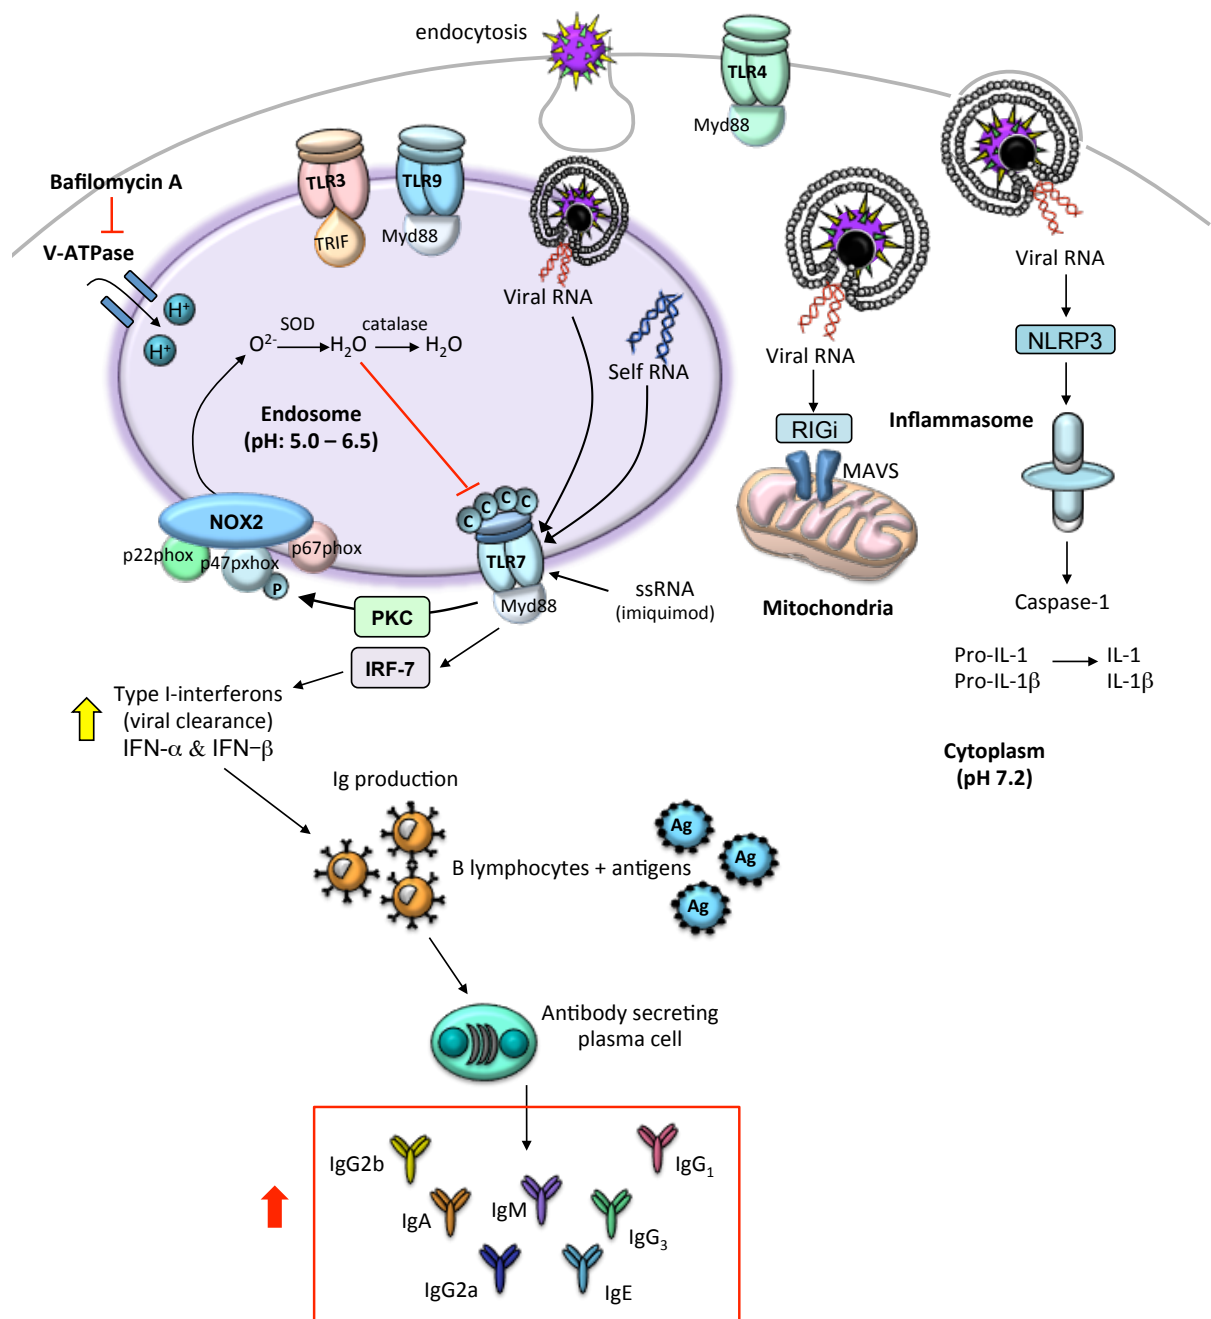 endocytosis
TLR4
Myd88
TLR3
TLR9
TRIF
Myd88
Bafilomycin A
V-ATPase
H+
H+
Viral RNA
Self RNA
O2- SOD H2O catalase H2O
Endosome
(pH: 5.0 – 6.5)
Viral RNA
RIGi
MAVS
Mitochondria
Viral RNA
NLRP3
Inflammasome
Caspase-1
Pro-IL-1 IL-1
Pro-IL-1β IL-1β
Cytoplasm
(pH 7.2)
NOX2
p22phox
p47pxhox
p67phox
P
C C C C
TLR7
Myd88
ssRNA
(imiquimod)
PKC
IRF-7
Type I-interferons
(viral clearance)
IFN-α & IFN–β
Ig production
B lymphocytes + antigens
Ag
Ag
Ag
Antibody secreting
plasma cell
IgG2b
IgG1
IgA
IgM
IgG3
IgG2a
IgE